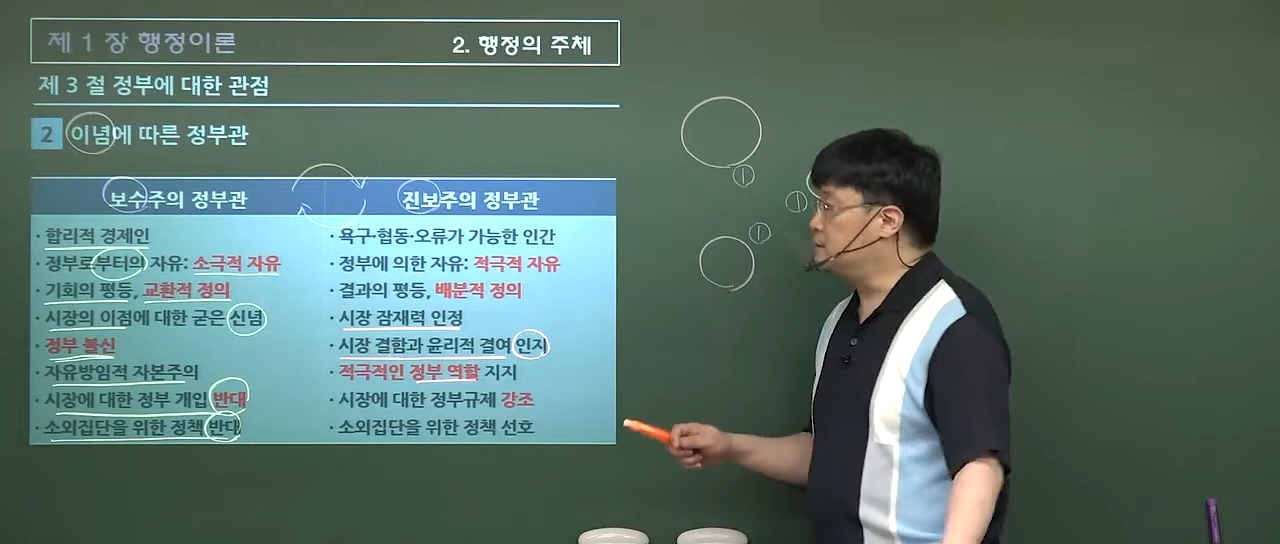 제 1 장 행정이론
2. 행정의 주체
제 3 절 정부에 대한 관점
2 이념에 따른 정부관
보수주의 정부관
진보주의 정부관
· 합리적 경제인
· 정부로부터의 자유: 소극적 자유
· 기회의 평등, 교환적 정의
· 시장의 이점에 대한 굳은 신념
· 정부 불신
· 자유방임적 자본주의
· 시장에 대한 정부 개입 반대
· 소외집단을 위한 정책 반대
· 욕구·협동·오류가 가능한 인간
· 정부에 의한 자유: 적극적 자유
· 결과의 평등, 배분적 정의
· 시장 잠재력 인정
· 시장 결함과 윤리적 결여 인지
· 적극적인 정부 역할 지지
· 시장에 대한 정부규제 강조
· 소외집단을 위한 정책 선호
①
①
①